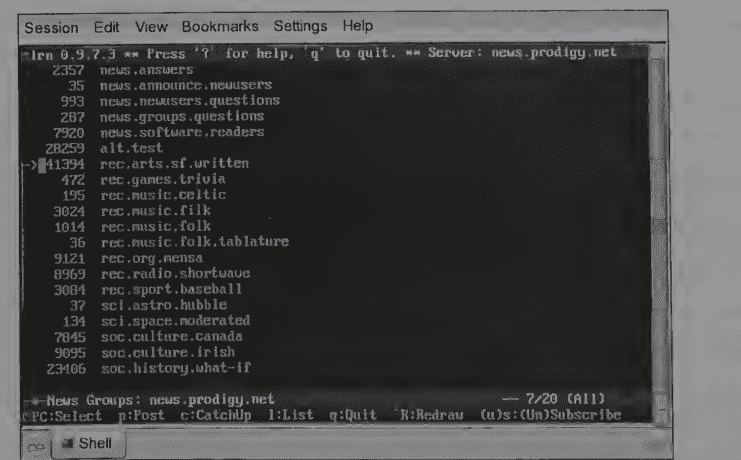 Session Edit View Bookmarks Settings Help
slrn 0.9.7.3 ** Press '?' for help, 'q' to quit. ** Server: news.prodigy.net
2357 news.answers
35 news.announce.newusers
993 news.newusers.questions
287 news.groups.questions
7920 news.software.readers
28259 alt.test
->41394 rec.arts.sf.written
472 rec.games.trivia
195 rec.music.celtic
3024 rec.music.filk
1014 rec.music.folk
36 rec.music.folk.tablature
9121 rec.org.mensa
8969 rec.radio.shortwave
3084 rec.sport.baseball
37 sci.astro.hubble
134 sci.space.moderated
7845 soc.culture.canada
9095 soc.culture.irish
23406 soc.history.what-if
-*-News Groups: news.prodigy.net -- 7/20 (All)
SPC:Select p:Post c:CatchUp l:List q:Quit ^R:Redraw (u)s:(Un)Subscribe
Shell